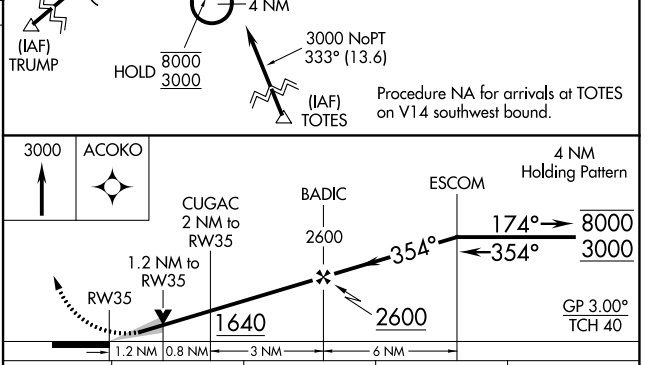 4 NM
(IAF)
TRUMP
HOLD
8000
3000
3000 NoPT
333° (13.6)
(IAF)
TOTES
Procedure NA for arrivals at TOTES
on V14 southwest bound.
3000
ACOKO
4 NM
Holding Pattern
ESCOM
BADIC
CUGAC
2 NM to
RW35
1.2 NM to
RW35
RW35
2600
354°
174°
354°
8000
3000
1640
2600
GP 3.00°
TCH 40
1.2 NM
0.8 NM
3 NM
6 NM